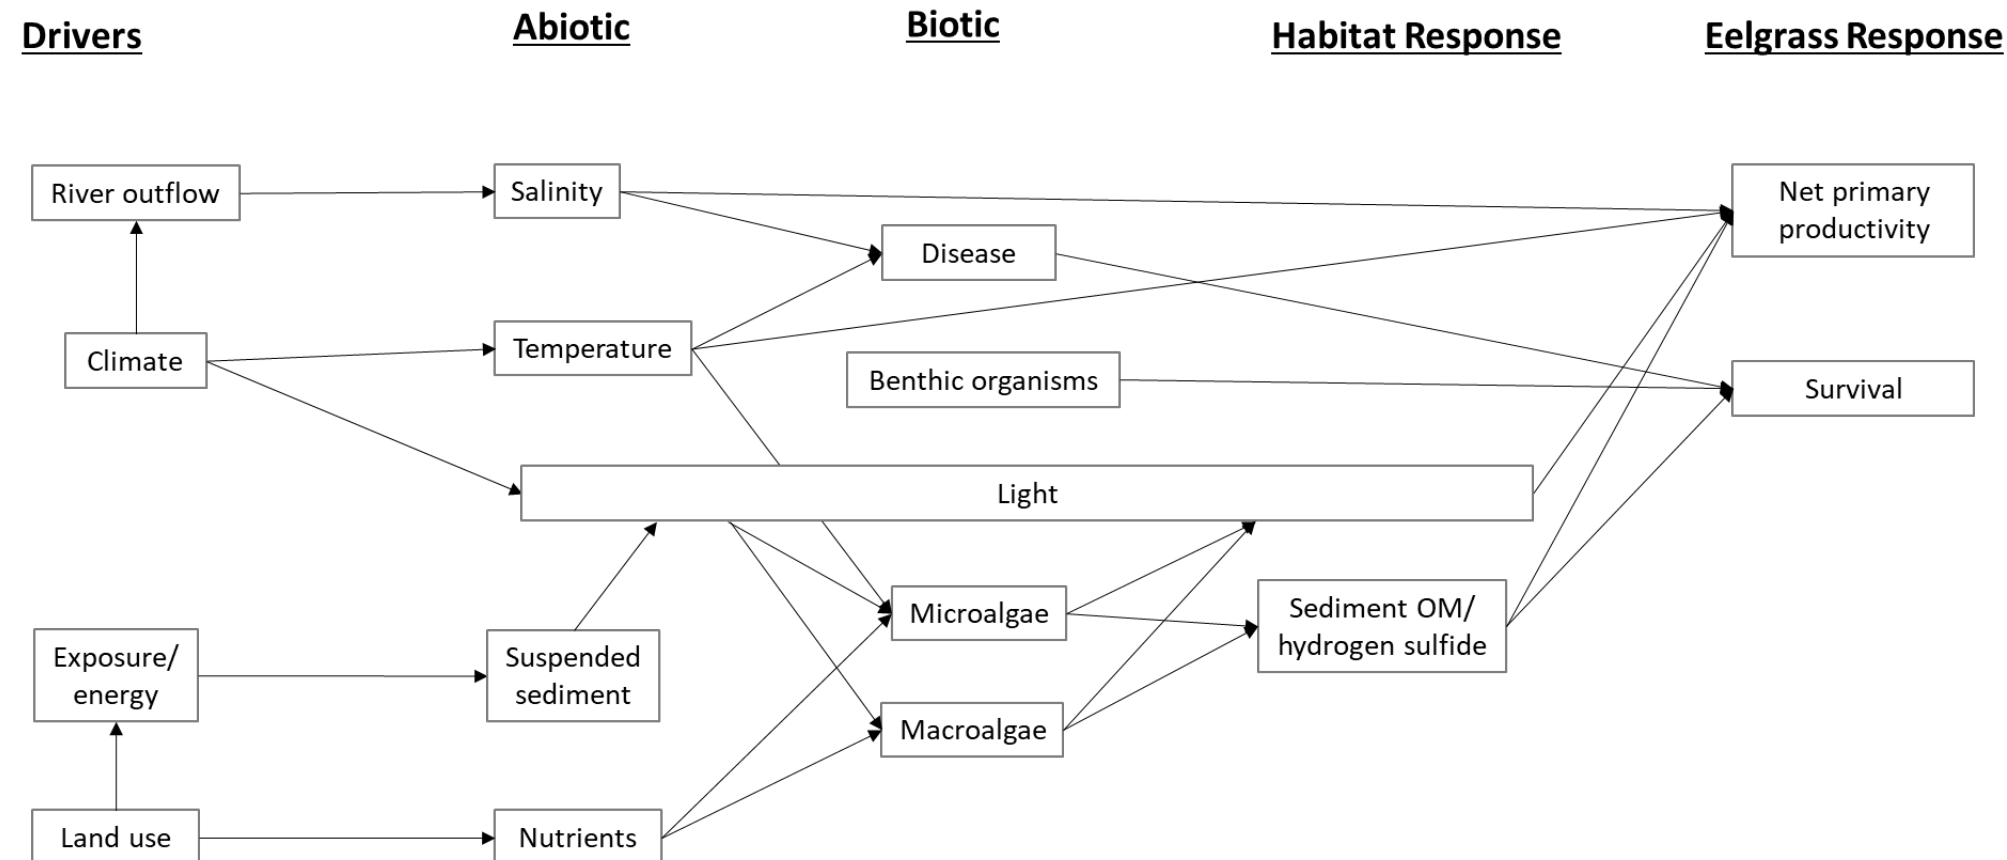 Drivers
Abiotic
Biotic
Habitat Response
Eelgrass Response
River outflow
Salinity
Net primary
productivity
Disease
Climate
Temperature
Benthic organisms
Survival
Light
Exposure/
energy
Suspended
sediment
Microalgae
Sediment OM/
hydrogen sulfide
Macroalgae
Land use
Nutrients